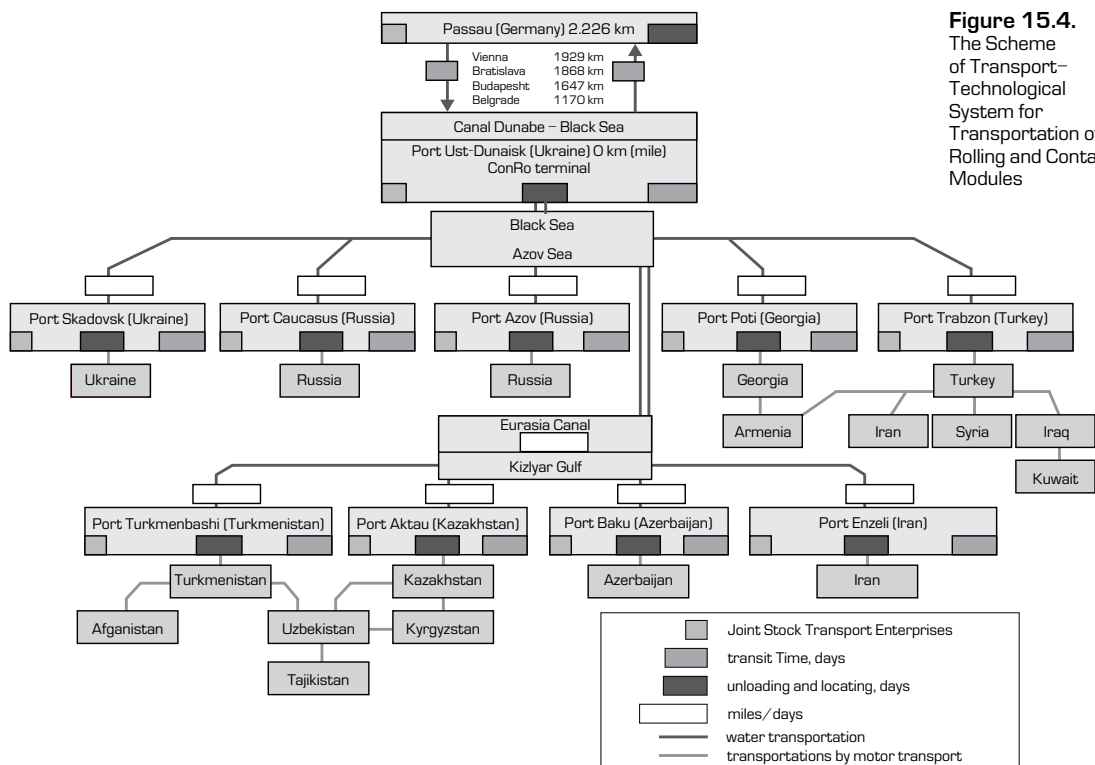 Figure 15.4.
The Scheme
of Transport–
Technological
System for
Transportation of
Rolling and Conta
Modules
Passau (Germany) 2.226 km
Vienna 1929 km
Bratislava 1868 km
Budapesht 1647 km
Belgrade 1170 km
Canal Dunabe – Black Sea
Port Ust-Dunaisk (Ukraine) 0 km (mile)
ConRo terminal
Black Sea
Azov Sea
Port Skadovsk (Ukraine)
Port Caucasus (Russia)
Port Azov (Russia)
Port Poti (Georgia)
Port Trabzon (Turkey)
Ukraine
Russia
Russia
Georgia
Turkey
Armenia
Iran
Syria
Iraq
Kuwait
Eurasia Canal
Kizlyar Gulf
Port Turkmenbashi (Turkmenistan)
Port Aktau (Kazakhstan)
Port Baku (Azerbaijan)
Port Enzeli (Iran)
Turkmenistan
Kazakhstan
Azerbaijan
Iran
Afganistan
Uzbekistan
Kyrgyzstan
Tajikistan
Joint Stock Transport Enterprises
transit Time, days
unloading and locating, days
miles/days
water transportation
transportations by motor transport